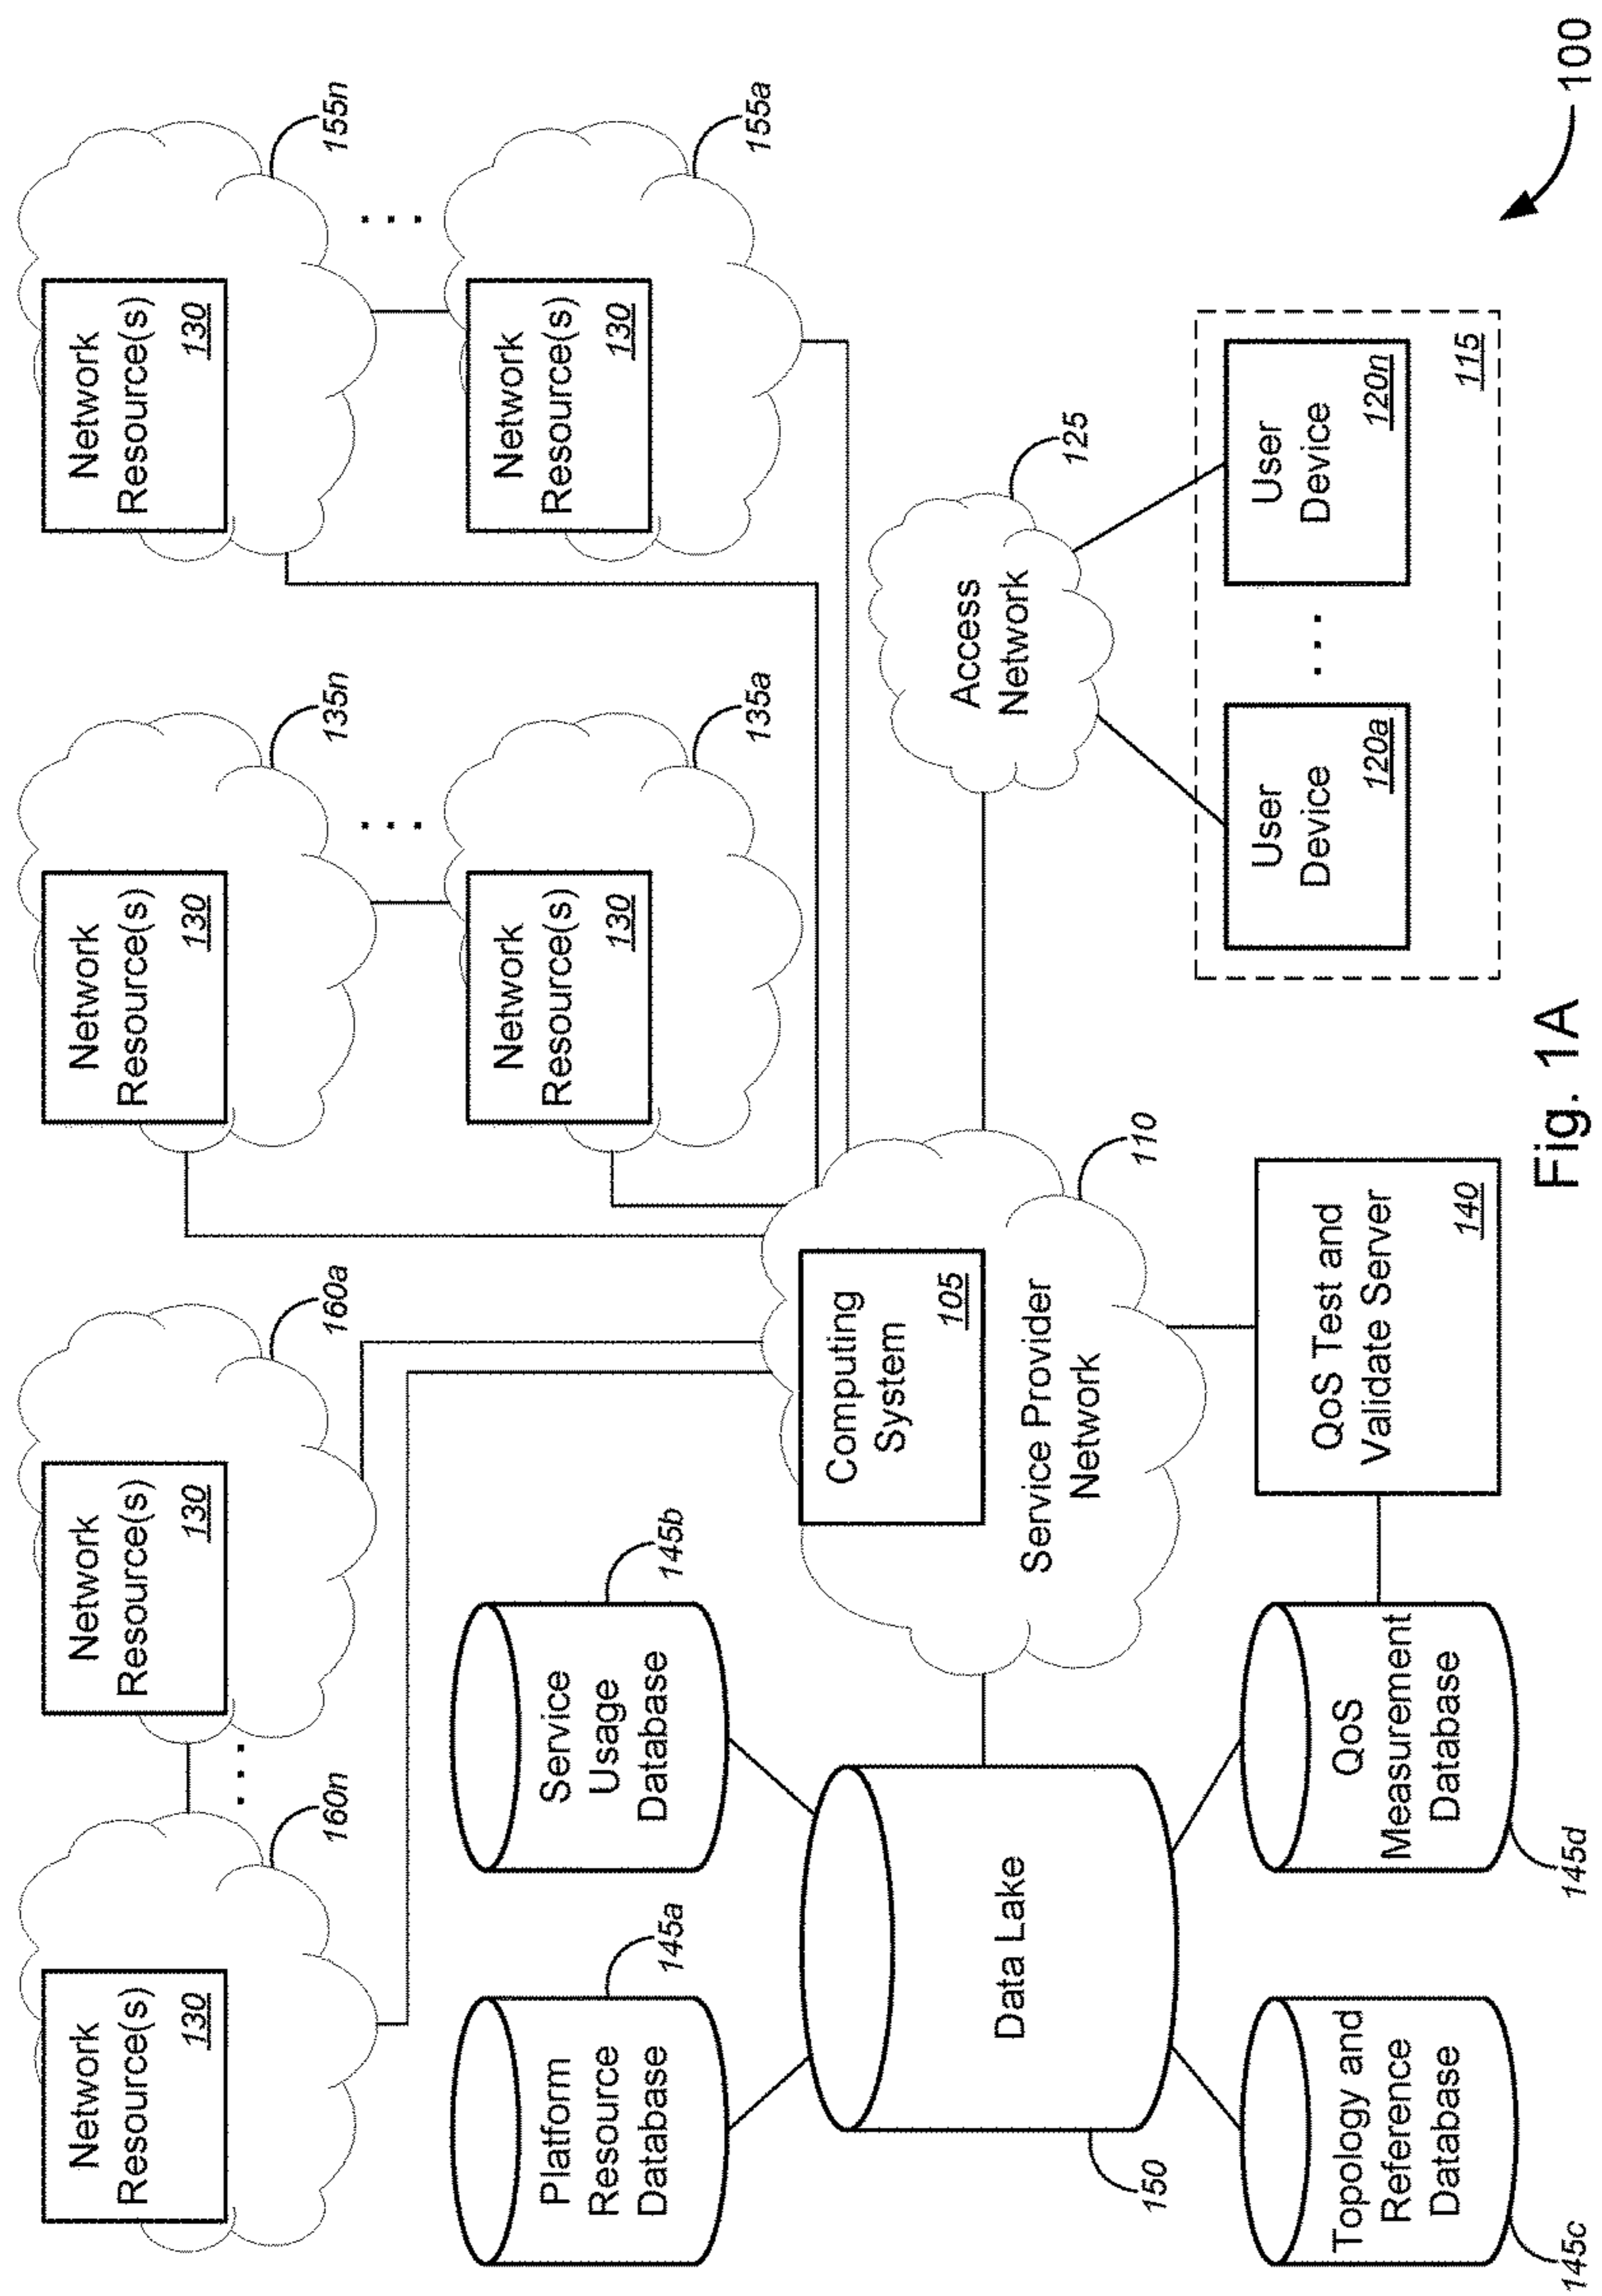 Network
Resource(s)
130
160n
. . .
Network
Resource(s)
130
160a
Network
Resource(s)
130
135n
Network
Resource(s)
130
155n
. . .
. . .
Platform
Resource
Database
145a
Service
Usage
Database
145b
Network
Resource(s)
130
135a
Network
Resource(s)
130
155a
Data Lake
150
Computing
System
105
Service Provider
Network
110
Access
Network
125
Topology and
Reference
Database
145c
QoS
Measurement
Database
145d
QoS Test and
Validate Server
140
User
Device
120a
. . .
User
Device
120n
115
Fig. 1A
100